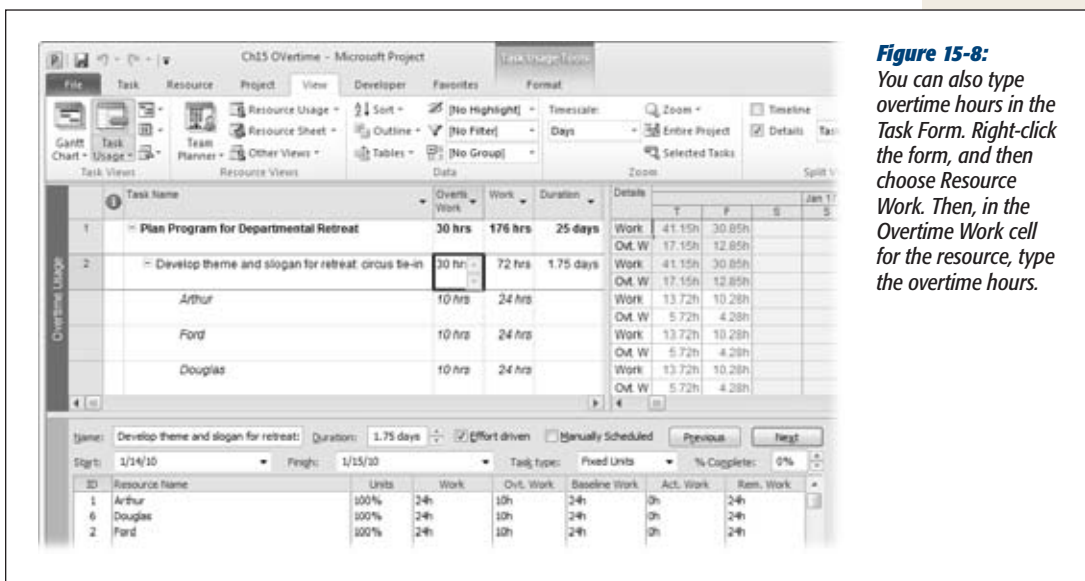 Ch15 OVertime - Microsoft Project
Task Usage Tools
File Task Resource Project View Developer Favorites Format
Gantt Chart
Task Usage
Team Planner
Resource Usage
Resource Sheet
Other Views
Sort
Outline
Tables
[No Highlight]
[No Filter]
[No Group]
Timescale:
Days
Zoom
Entire Project
Selected Tasks
Timeline
Details
Task Views Resource Views Data Zoom
Task Name
Work
Work
Duration
Details
T F S S
Overtime Usage
1 Plan Program for Departmental Retreat 30 hrs 176 hrs 25 days Work 41.15h 30.85h
Ovt. W 17.15h 12.85h
2 Develop theme and slogan for retreat: circus tie-in 72 hrs 1.75 days Work 41.15h 30.85h
Ovt. W 17.15h 12.85h
Arthur 10 hrs 24 hrs Work 13.72h 10.28h
Ovt. W 5.72h 4.28h
Ford 10 hrs 24 hrs Work 13.72h 10.28h
Ovt. W 5.72h 4.28h
Douglas 10 hrs 24 hrs Work 13.72h 10.28h
Ovt. W 5.72h 4.28h
Name: Develop theme and slogan for retreat: Duration: 1.75 days Effort driven Manually Scheduled Previous Next
Start: 1/14/10 Finish: 1/15/10 Task type: Fixed Units % Complete: 0%
ID Resource Name Units Work Ovt. Work Baseline Work Act. Work Rem. Work
1 Arthur 100% 24h 10h 24h 0h 24h
6 Douglas 100% 24h 10h 24h 0h 24h
2 Ford 100% 24h 10h 24h 0h 24h
Figure 15-8:
You can also type
overtime hours in the
Task Form. Right-click
the form, and then
choose Resource
Work. Then, in the
Overtime Work cell
for the resource, type
the overtime hours.